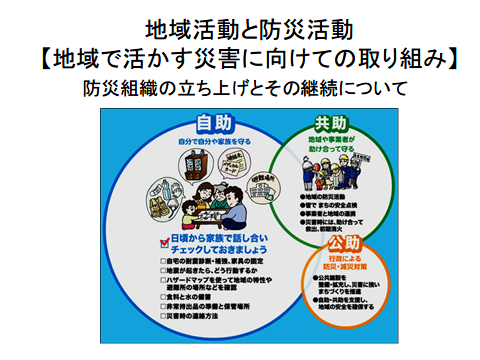 地域活動と防災活動
【地域で活かす災害に向けての取り組み】
防災組織の立ち上げとその継続について
自助
自分で自分や家族を守る
避難場所
☑日頃から家族で話し合い
チェックしておきましょう
□自宅の耐震診断・補強、家具の固定
□地震が起きたら、どう行動するか
□ハザードマップを使って地域の特性や
避難所の場所などを確認
□食料と水の備蓄
□非常持出品の準備と保管場所
□災害時の連絡方法
共助
地域や事業者が
助け合って守る
●地域の防災活動
●皆で まちの安全点検
●事業者と地域の連携
●災害時には、助け合って
救出、初期消火
公助
行政による
防災・減災対策
●公共施設を
整備・拡充し、災害に強い
まちづくりを推進
●自助・共助を支援し、
地域の安全を確保する